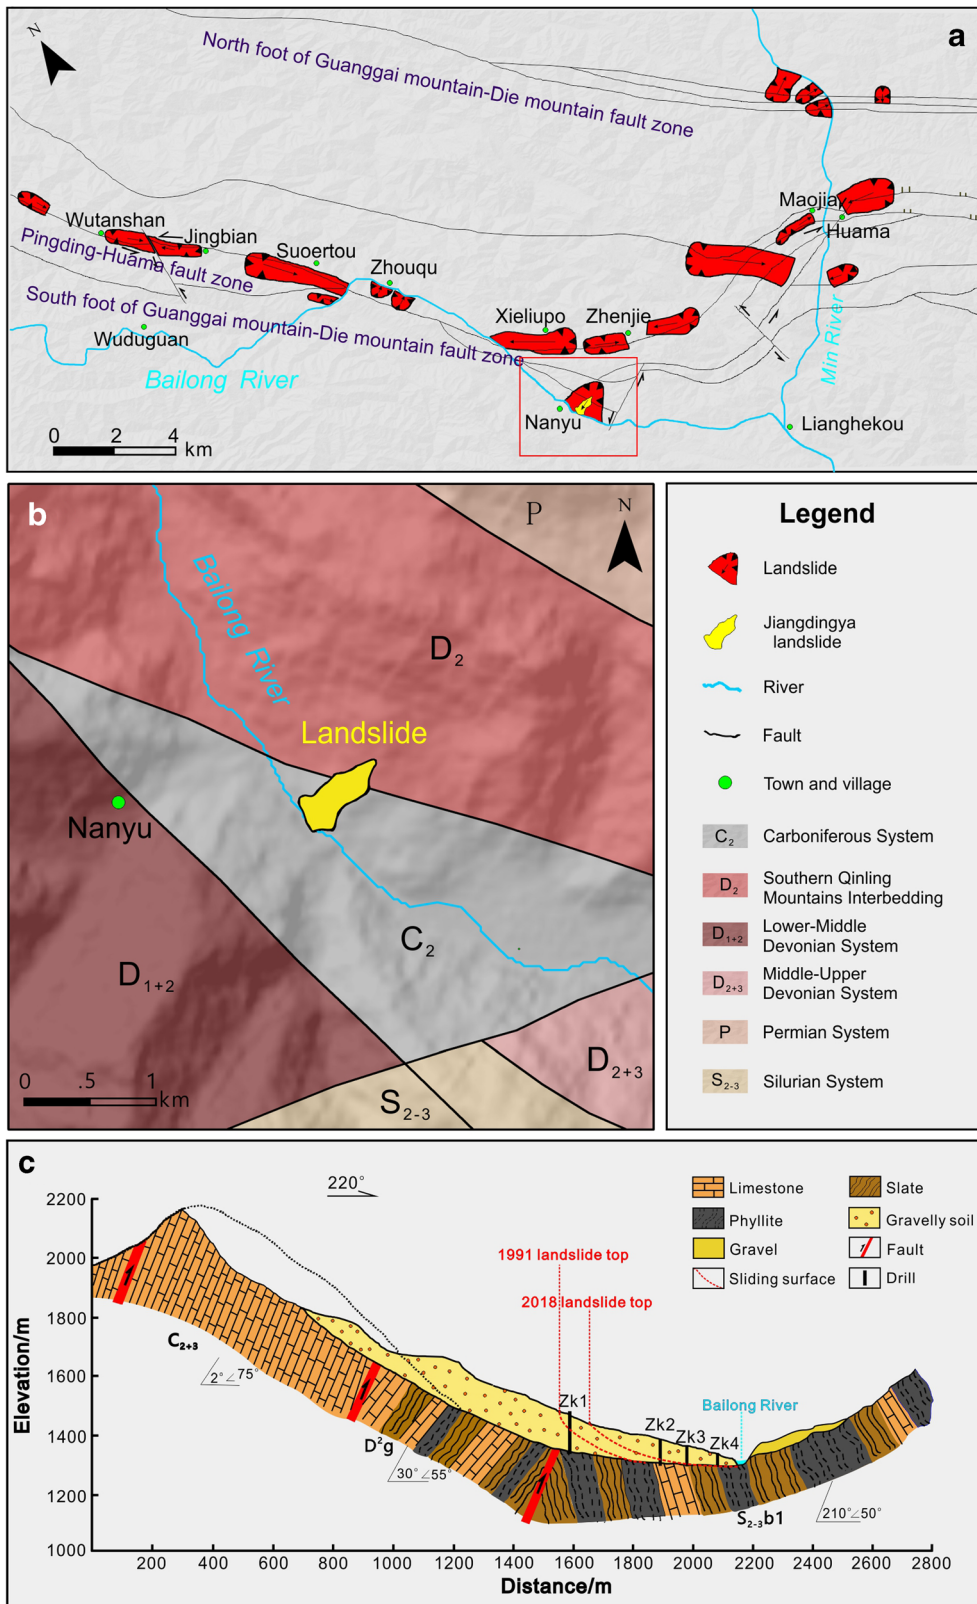 a
N
North foot of Guanggai mountain-Die mountain fault zone
Wutanshan
Jingbian
Suoertou
Zhouqu
Maojia
Huama
Pingding-Huama fault zone
South foot of Guanggai mountain-Die mountain fault zone
Wuduguan
Bailong River
Xieliupo
Zhenjie
Min River
Nanyu
Lianghekou
0 2 4
km
b
P
N
Bailong River
D2
Landslide
Nanyu
C2
D1+2
D2+3
S2-3
0 .5 1
km
Legend
Landslide
Jiangdingya
landslide
River
Fault
Town and village
C2 Carboniferous System
D2 Southern Qinling
Mountains Interbedding
D1+2 Lower-Middle
Devonian System
D2+3 Middle-Upper
Devonian System
P Permian System
S2-3 Silurian System
c
220°
Limestone
Slate
Phyllite
Gravelly soil
Gravel
Fault
Sliding surface
Drill
1991 landslide top
2018 landslide top
Elevation/m
2200
2000
1800
1600
1400
1200
1000
C2+3
2°∠75°
D²g
30°∠55°
Zk1
Zk2
Zk3
Zk4
Bailong River
S2-3b1
210°∠50°
200 400 600 800 1000 1200 1400 1600 1800 2000 2200 2400 2600 2800
Distance/m